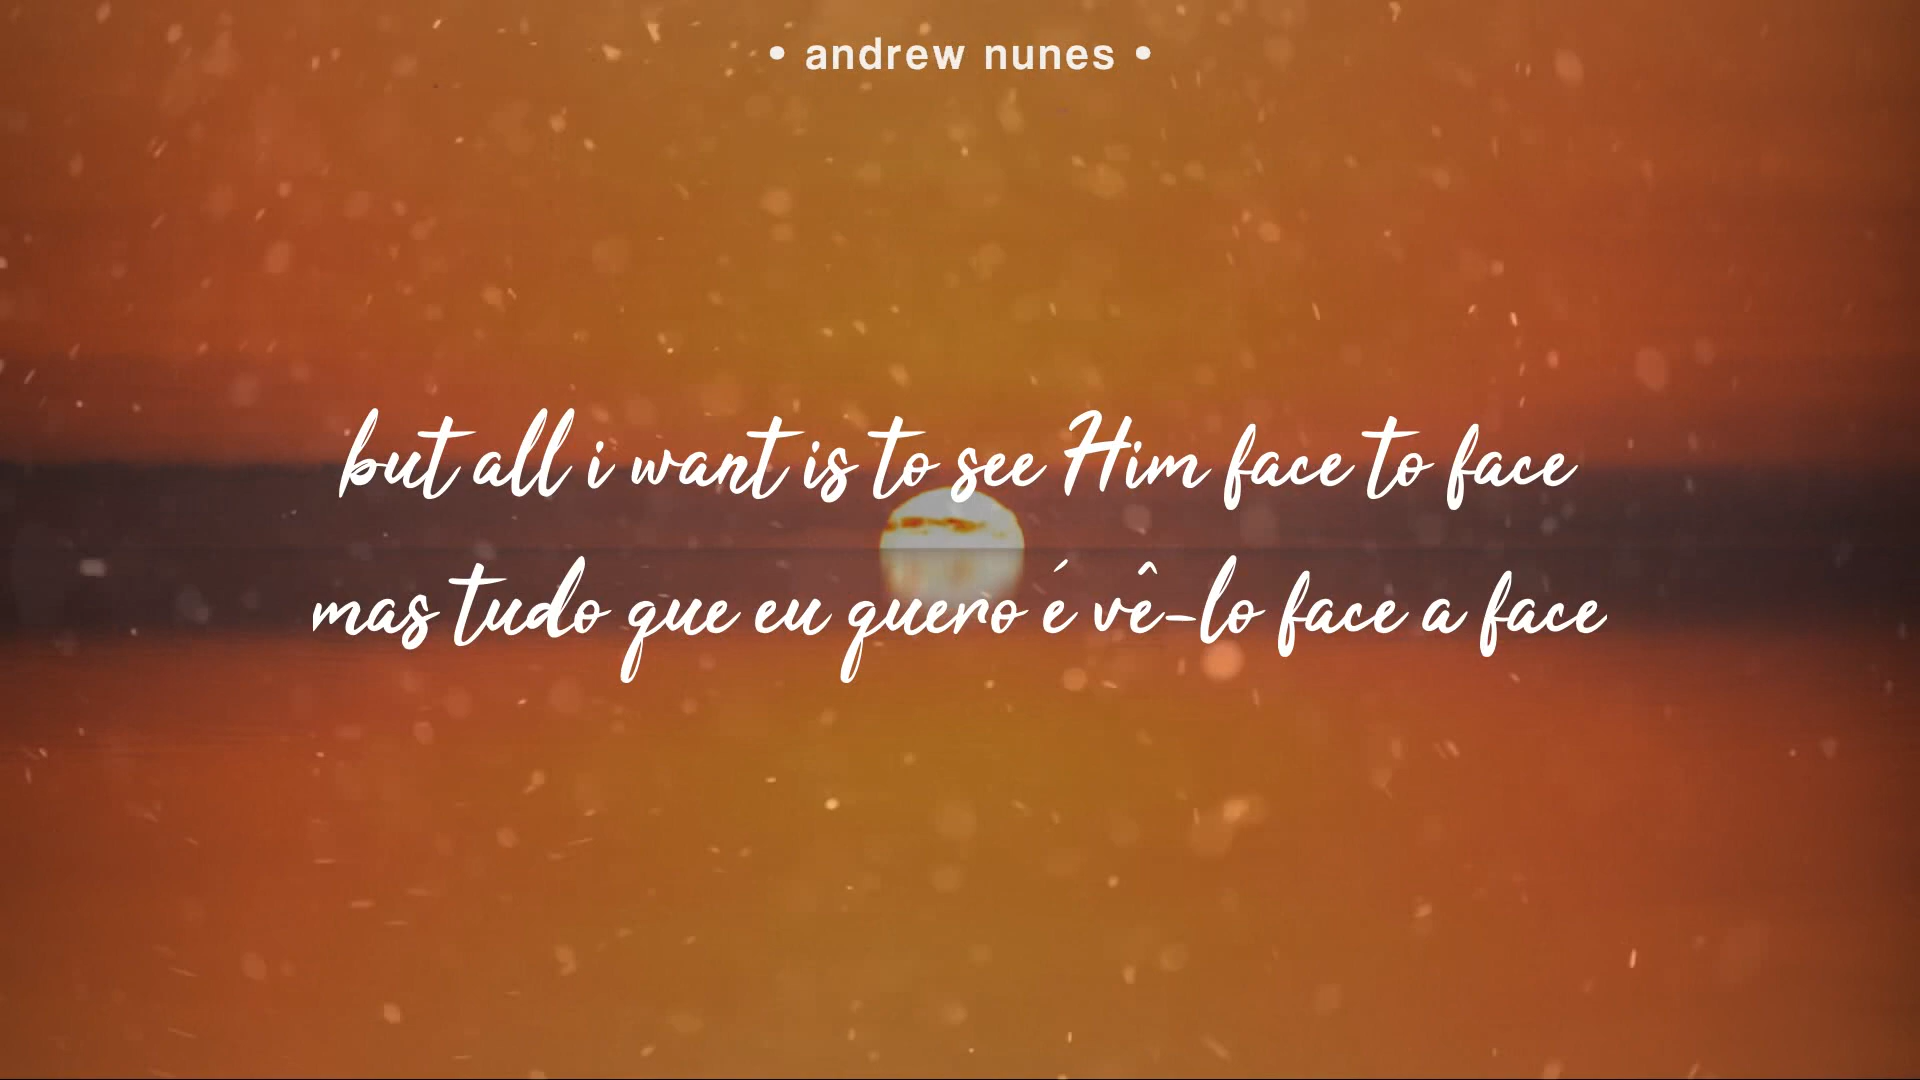 • andrew nunes •
but all i want is to see Him face to face
mas tudo que eu quero é vê-lo face a face